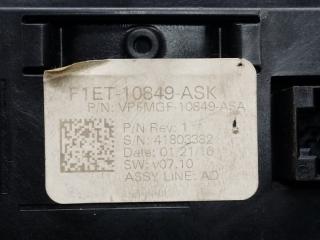 F1ET-10849-ASK
P/N: VPFMGF-10849-ASA
P/N Rev: 1
S/N: 41803382
Date: 01/21/16
SW: v07.10
ASSY LINE: AD